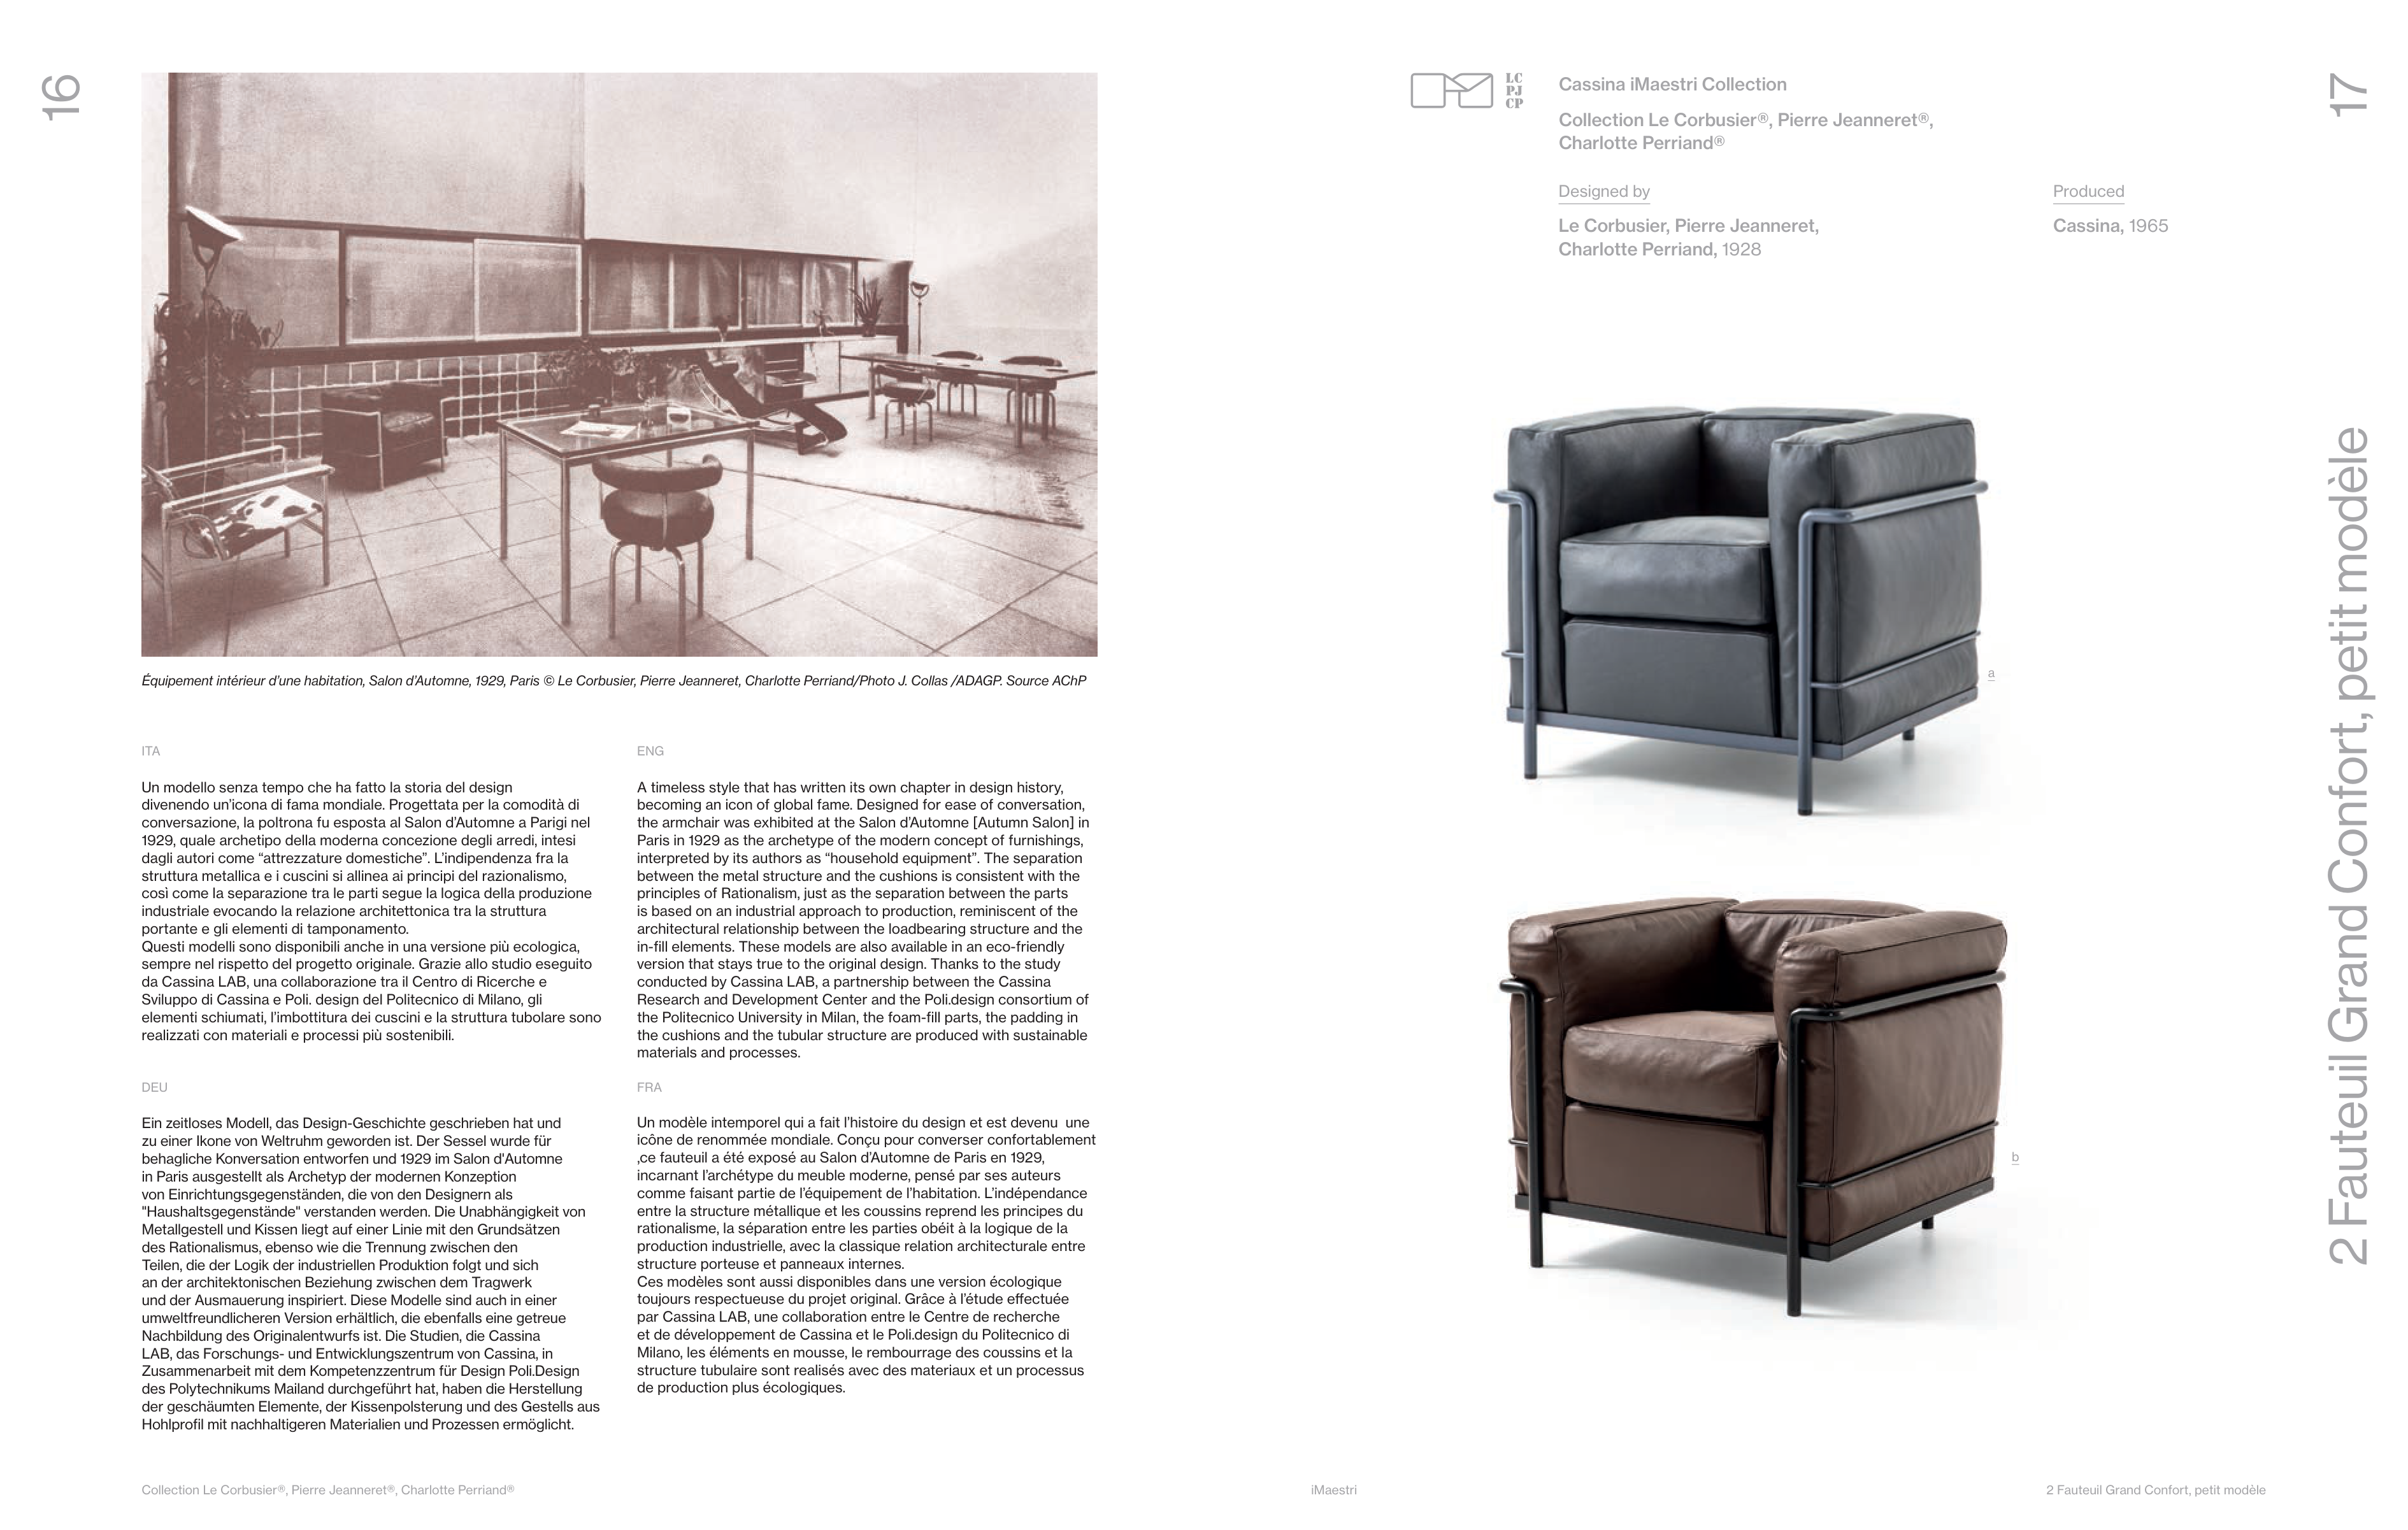 16
Équipement intérieur d’une habitation, Salon d’Automne, 1929, Paris © Le Corbusier, Pierre Jeanneret, Charlotte Perriand/Photo J. Collas /ADAGP. Source AChP
ITA
Un modello senza tempo che ha fatto la storia del design
divenendo un’icona di fama mondiale. Progettata per la comodità di
conversazione, la poltrona fu esposta al Salon d’Automne a Parigi nel
1929, quale archetipo della moderna concezione degli arredi, intesi
dagli autori come “attrezzature domestiche”. L’indipendenza fra la
struttura metallica e i cuscini si allinea ai principi del razionalismo,
così come la separazione tra le parti segue la logica della produzione
industriale evocando la relazione architettonica tra la struttura
portante e gli elementi di tamponamento.
Questi modelli sono disponibili anche in una versione più ecologica,
sempre nel rispetto del progetto originale. Grazie allo studio eseguito
da Cassina LAB, una collaborazione tra il Centro di Ricerche e
Sviluppo di Cassina e Poli. design del Politecnico di Milano, gli
elementi schiumati, l’imbottitura dei cuscini e la struttura tubolare sono
realizzati con materiali e processi più sostenibili.
ENG
A timeless style that has written its own chapter in design history,
becoming an icon of global fame. Designed for ease of conversation,
the armchair was exhibited at the Salon d’Automne [Autumn Salon] in
Paris in 1929 as the archetype of the modern concept of furnishings,
interpreted by its authors as “household equipment”. The separation
between the metal structure and the cushions is consistent with the
principles of Rationalism, just as the separation between the parts
is based on an industrial approach to production, reminiscent of the
architectural relationship between the loadbearing structure and the
in-fill elements. These models are also available in an eco-friendly
version that stays true to the original design. Thanks to the study
conducted by Cassina LAB, a partnership between the Cassina
Research and Development Center and the Poli.design consortium of
the Politecnico University in Milan, the foam-fill parts, the padding in
the cushions and the tubular structure are produced with sustainable
materials and processes.
DEU
Ein zeitloses Modell, das Design-Geschichte geschrieben hat und
zu einer Ikone von Weltruhm geworden ist. Der Sessel wurde für
behagliche Konversation entworfen und 1929 im Salon d'Automne
in Paris ausgestellt als Archetyp der modernen Konzeption
von Einrichtungsgegenständen, die von den Designern als
"Haushaltsgegenstände" verstanden werden. Die Unabhängigkeit von
Metallgestell und Kissen liegt auf einer Linie mit den Grundsätzen
des Rationalismus, ebenso wie die Trennung zwischen den
Teilen, die der Logik der industriellen Produktion folgt und sich
an der architektonischen Beziehung zwischen dem Tragwerk
und der Ausmauerung inspiriert. Diese Modelle sind auch in einer
umweltfreundlicheren Version erhältlich, die ebenfalls eine getreue
Nachbildung des Originalentwurfs ist. Die Studien, die Cassina
LAB, das Forschungs- und Entwicklungszentrum von Cassina, in
Zusammenarbeit mit dem Kompetenzzentrum für Design Poli.Design
des Polytechnikums Mailand durchgeführt hat, haben die Herstellung
der geschäumten Elemente, der Kissenpolsterung und des Gestells aus
Hohlprofil mit nachhaltigeren Materialien und Prozessen ermöglicht.
FRA
Un modèle intemporel qui a fait l’histoire du design et est devenu  une
icône de renommée mondiale. Conçu pour converser confortablement
,ce fauteuil a été exposé au Salon d’Automne de Paris en 1929,
incarnant l’archétype du meuble moderne, pensé par ses auteurs
comme faisant partie de l’équipement de l’habitation. L’indépendance
entre la structure métallique et les coussins reprend les principes du
rationalisme, la séparation entre les parties obéit à la logique de la
production industrielle, avec la classique relation architecturale entre
structure porteuse et panneaux internes.
Ces modèles sont aussi disponibles dans une version écologique
toujours respectueuse du projet original. Grâce à l’étude effectuée
par Cassina LAB, une collaboration entre le Centre de recherche
et de développement de Cassina et le Poli.design du Politecnico di
Milano, les éléments en mousse, le rembourrage des coussins et la
structure tubulaire sont realisés avec des materiaux et un processus
de production plus écologiques.
Collection Le Corbusier®, Pierre Jeanneret®, Charlotte Perriand®
iMaestri
LC
PJ
CP
Cassina iMaestri Collection
Collection Le Corbusier®, Pierre Jeanneret®,
Charlotte Perriand®
Designed by
Le Corbusier, Pierre Jeanneret,
Charlotte Perriand, 1928
Produced
Cassina, 1965
a
b
17
2 Fauteuil Grand Confort, petit modèle
2 Fauteuil Grand Confort, petit modèle